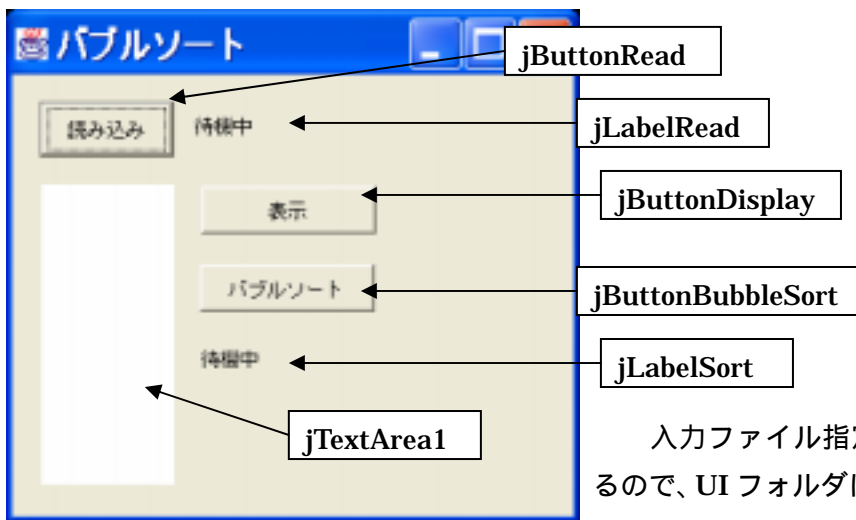 バブルソート
jButtonRead
読み込み
待機中
jLabelRead
表示
jButtonDisplay
バブルソート
jButtonBubbleSort
待機中
jLabelSort
jTextArea1
入力ファイル指
るので、UI フォルダ